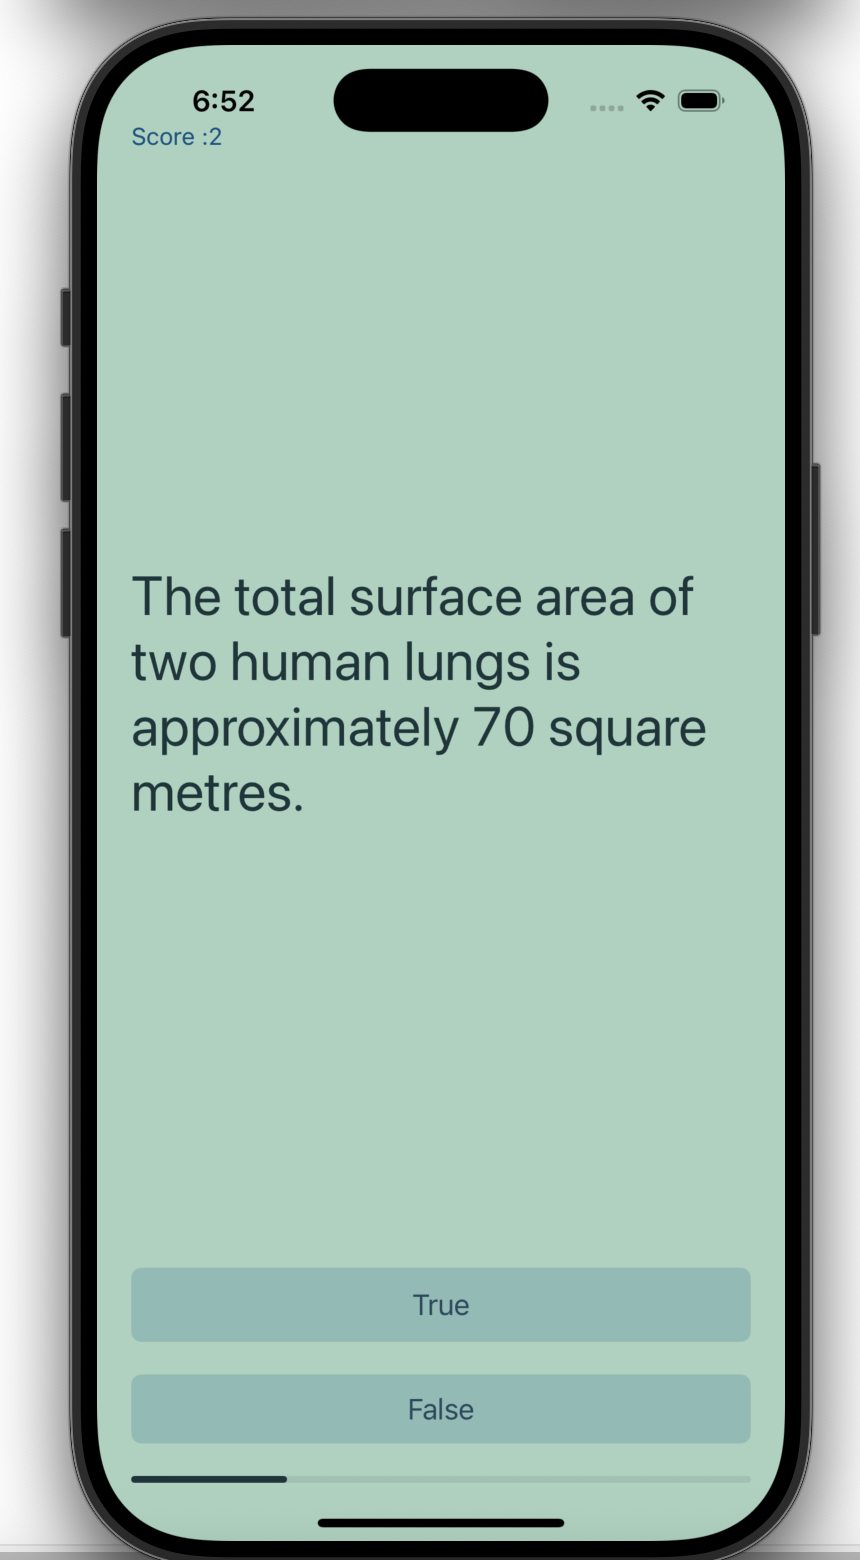 6:52
Score :2
The total surface area of
two human lungs is
approximately 70 square
metres.
True
False